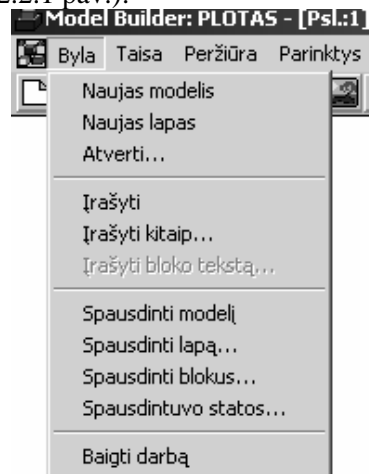 2.2.1 pav.).
Model Builder: PLOTAS - [Psl.:1]
Byla Taisa Peržiūra Parinktys
Naujas modelis
Naujas lapas
Atverti...
Įrašyti
Įrašyti kitaip...
Įrašyti bloko tekstą...
Spausdinti modelį
Spausdinti lapą...
Spausdinti blokus...
Spausdintuvo statos...
Baigti darbą